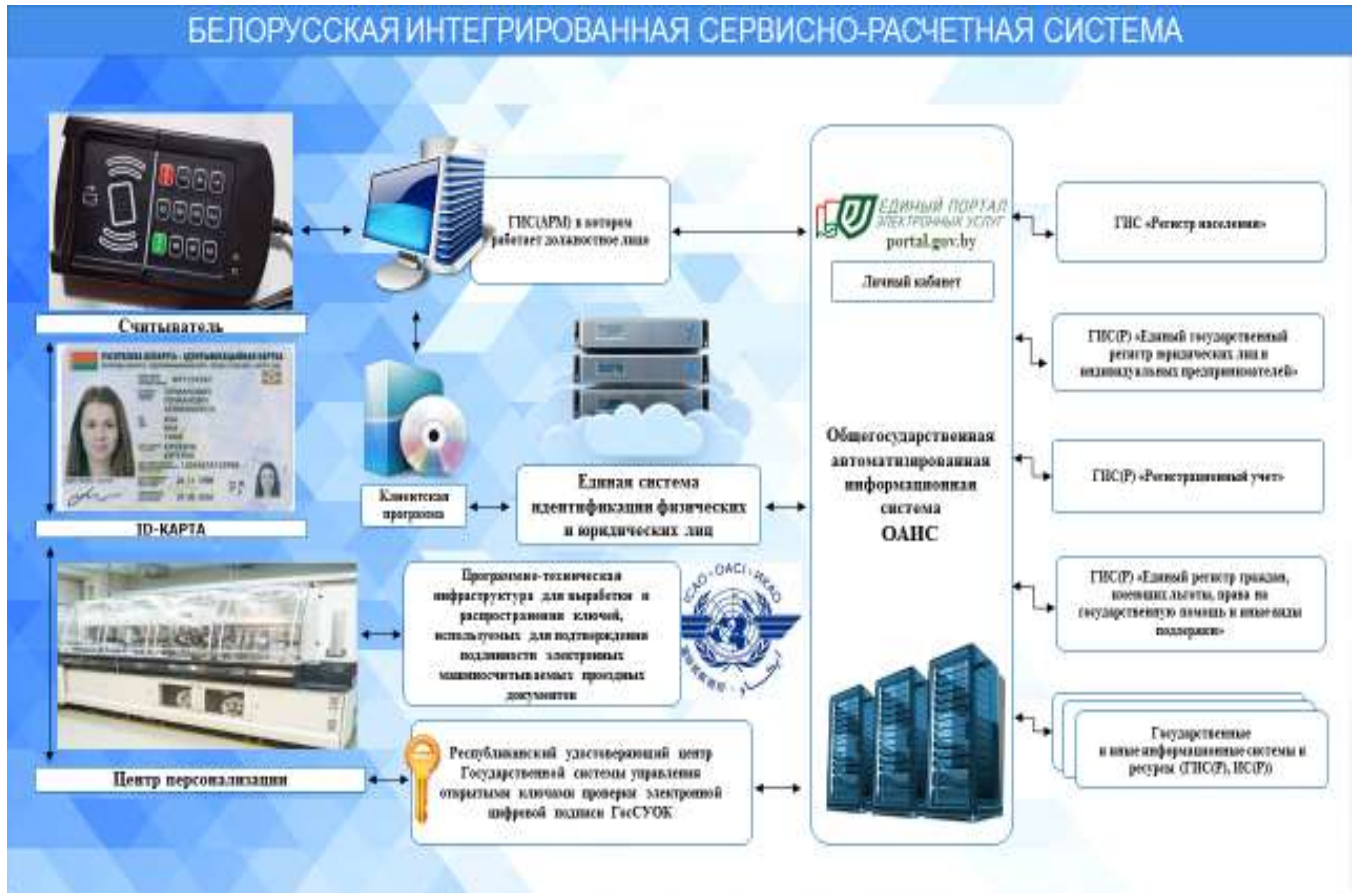 БЕЛОРУССКАЯ ИНТЕГРИРОВАННАЯ СЕРВИСНО-РАСЧЕТНАЯ СИСТЕМА
Считыватель
ГИС(АРМ) в котором
работает должностное лицо
ЕДИНЫЙ ПОРТАЛ
ЭЛЕКТРОННЫХ УСЛУГ
portal.gov.by
Личный кабинет
ГИС «Регистр населения»
ГИС(Р) «Единый государственный
регистр юридических лиц и
индивидуальных предпринимателей»
ID-КАРТА
Клиентская
программа
Единая система
идентификации физических
и юридических лиц
Общегосударственная
автоматизированная
информационная
система
ОАИС
ГИС(Р) «Регистрационный учет»
ГИС(Р) «Единый регистр граждан,
имеющих льготы, права на
государственную помощь и иные виды
поддержки»
Программно-техническая
инфраструктура для выработки и
распространения ключей,
используемых для подтверждения
подлинности электронных
машиносчитываемых проездных
документов
ICAO · OACI · ИКАО
Центр персонализации
Республиканский удостоверяющий центр
Государственной системы управления
открытыми ключами проверки электронной
цифровой подписи ГосСУОК
Государственные
и иные информационные системы и
ресурсы (ГИС(Р), ИС(Р))